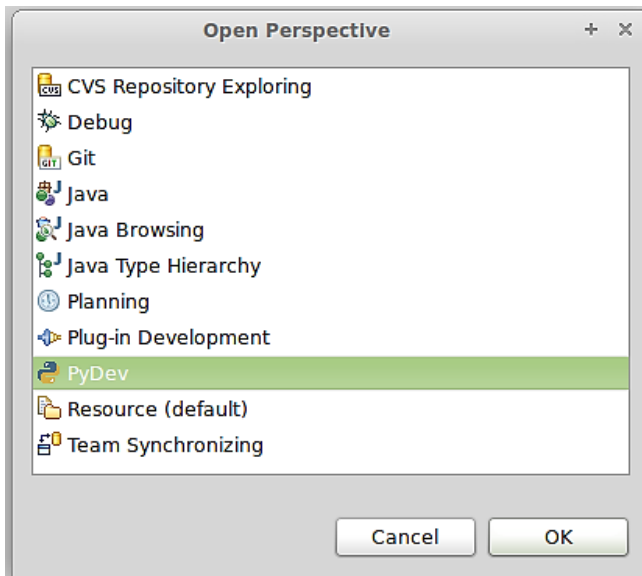 Open Perspective
CVS Repository Exploring
Debug
Git
Java
Java Browsing
Java Type Hierarchy
Planning
Plug-in Development
PyDev
Resource (default)
Team Synchronizing
Cancel OK